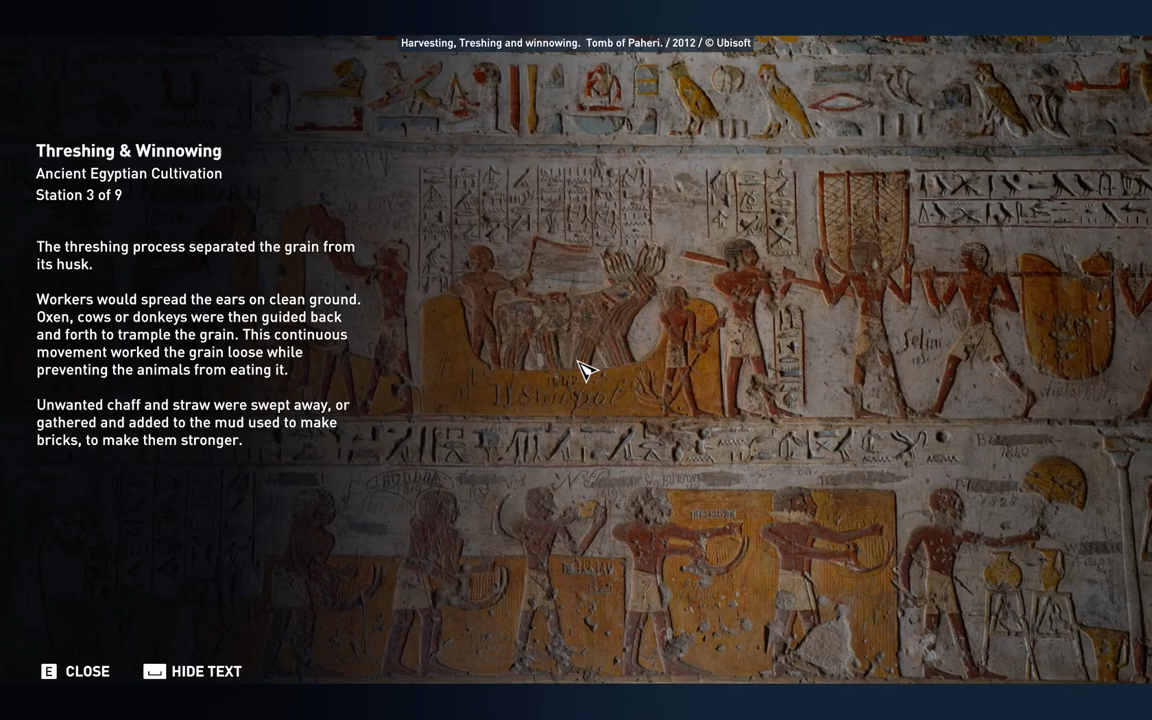 Harvesting, Treshing and winnowing. Tomb of Paheri. / 2012 / © Ubisoft
Threshing & Winnowing
Ancient Egyptian Cultivation
Station 3 of 9
The threshing process separated the grain from
its husk.
Workers would spread the ears on clean ground.
Oxen, cows or donkeys were then guided back
and forth to trample the grain. This continuous
movement worked the grain loose while
preventing the animals from eating it.
Unwanted chaff and straw were swept away, or
gathered and added to the mud used to make
bricks, to make them stronger.
E CLOSE
HIDE TEXT
1840